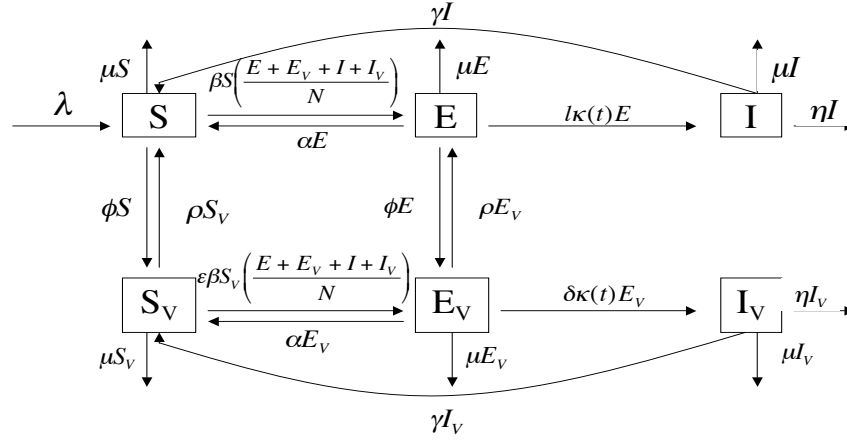 γI
μS
βS(E + E_V + I + I_V / N)
μE
μI
λ
S
E
lκ(t)E
I
ηI
αE
φS
ρS_V
φE
ρE_V
εβS_V(E + E_V + I + I_V / N)
S_V
E_V
δκ(t)E_V
I_V
ηI_V
αE_V
μS_V
μE_V
μI_V
γI_V